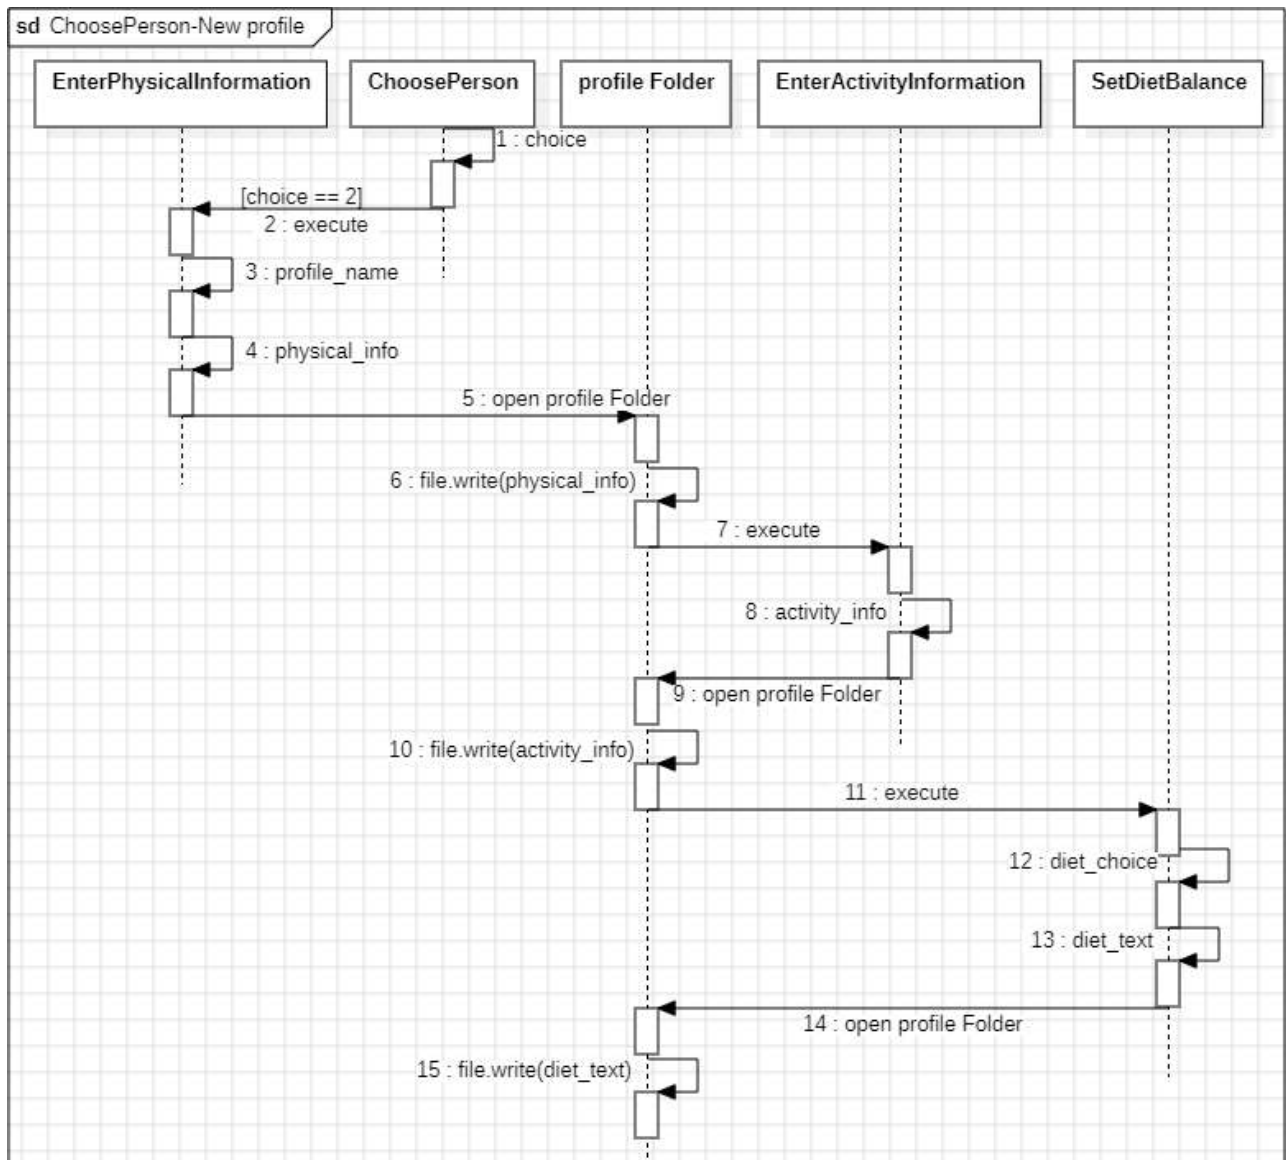 sd ChoosePerson-New profile
EnterPhysicalInformation
ChoosePerson
profile Folder
EnterActivityInformation
SetDietBalance
1 : choice
[choice == 2]
2 : execute
3 : profile_name
4 : physical_info
5 : open profile Folder
6 : file.write(physical_info)
7 : execute
8 : activity_info
9 : open profile Folder
10 : file.write(activity_info)
11 : execute
12 : diet_choice
13 : diet_text
14 : open profile Folder
15 : file.write(diet_text)